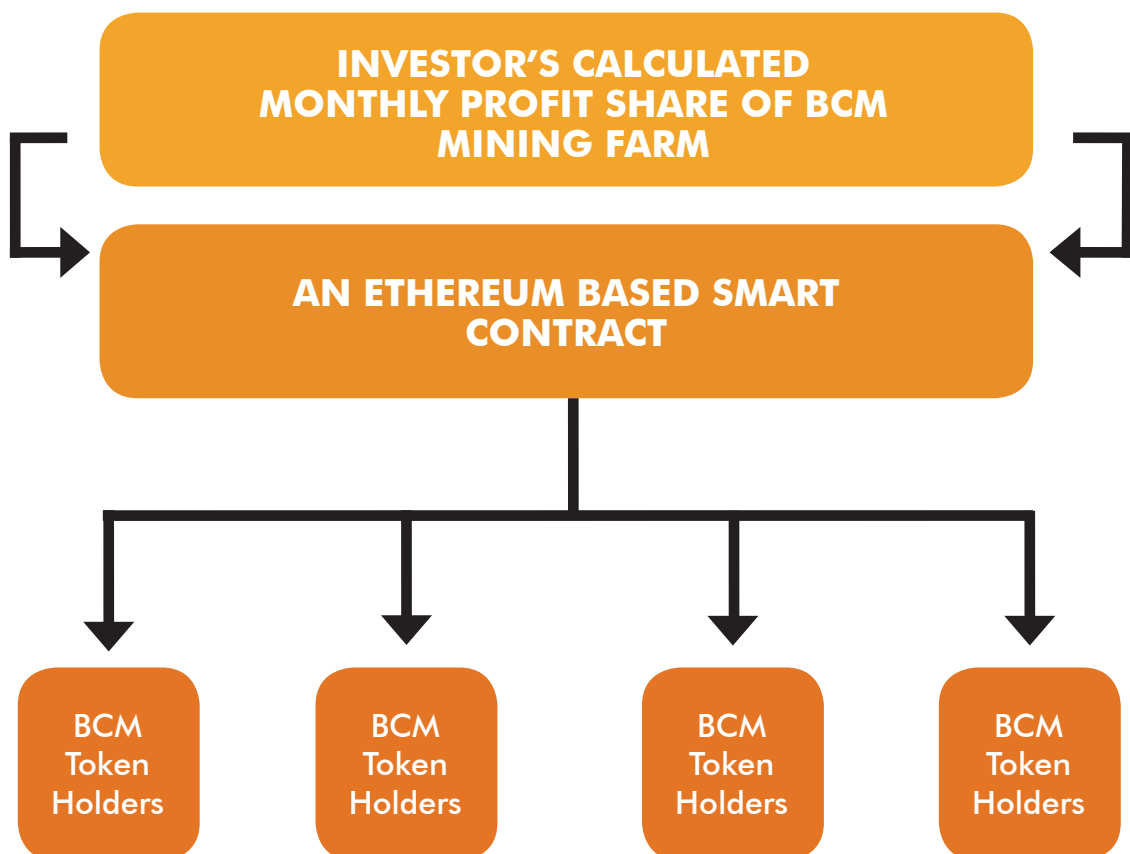 INVESTOR’S CALCULATED
MONTHLY PROFIT SHARE OF BCM
MINING FARM
AN ETHEREUM BASED SMART
CONTRACT
BCM
Token
Holders
BCM
Token
Holders
BCM
Token
Holders
BCM
Token
Holders